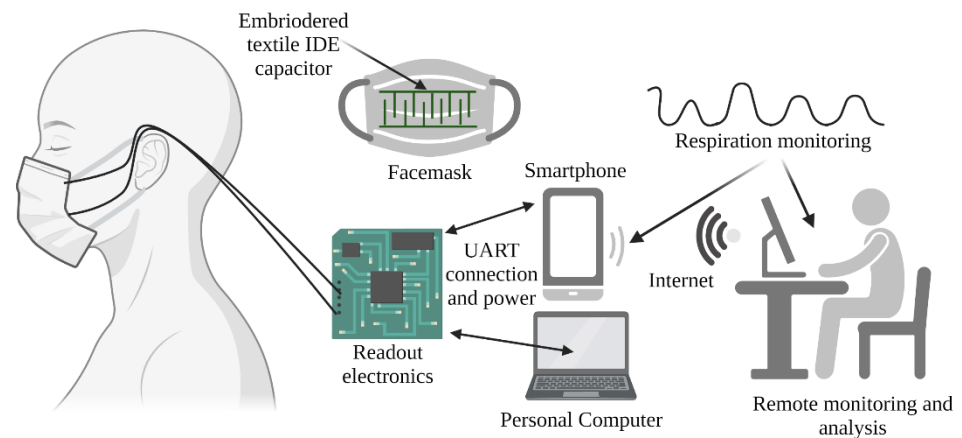 Embriodered
textile IDE
capacitor
Facemask
Respiration monitoring
Smartphone
UART
connection
and power
Internet
Readout
electronics
Personal Computer
Remote monitoring and
analysis